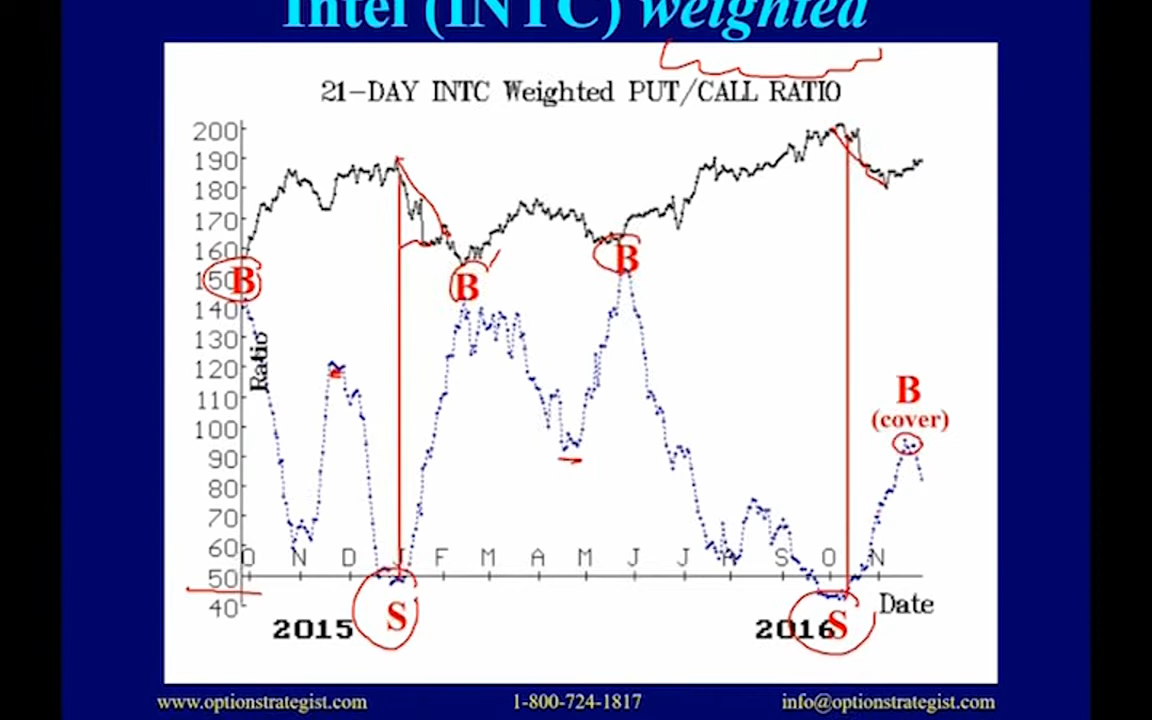 Intel (INTC) weighted
21-DAY INTC Weighted PUT/CALL RATIO
200
190
180
170
160
150
140
130
120
110
100
90
80
70
60
50
40
Ratio
B
B
B
B
(cover)
O N D J F M A M J J A S O N
S
S
Date
2015
2016
www.optionstrategist.com 1-800-724-1817 info@optionstrategist.com